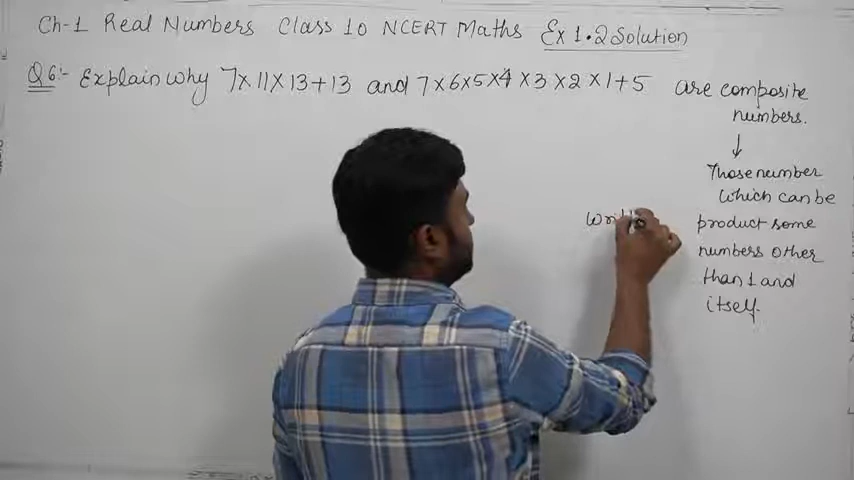 Ch-1 Real Numbers Class 10 NCERT Maths Ex 1.2 Solution
Q6:- Explain why 7×11×13+13 and 7×6×5×4×3×2×1+5 are composite
numbers.
↓
Those number
which can be
product some
numbers other
than 1 and
itself.